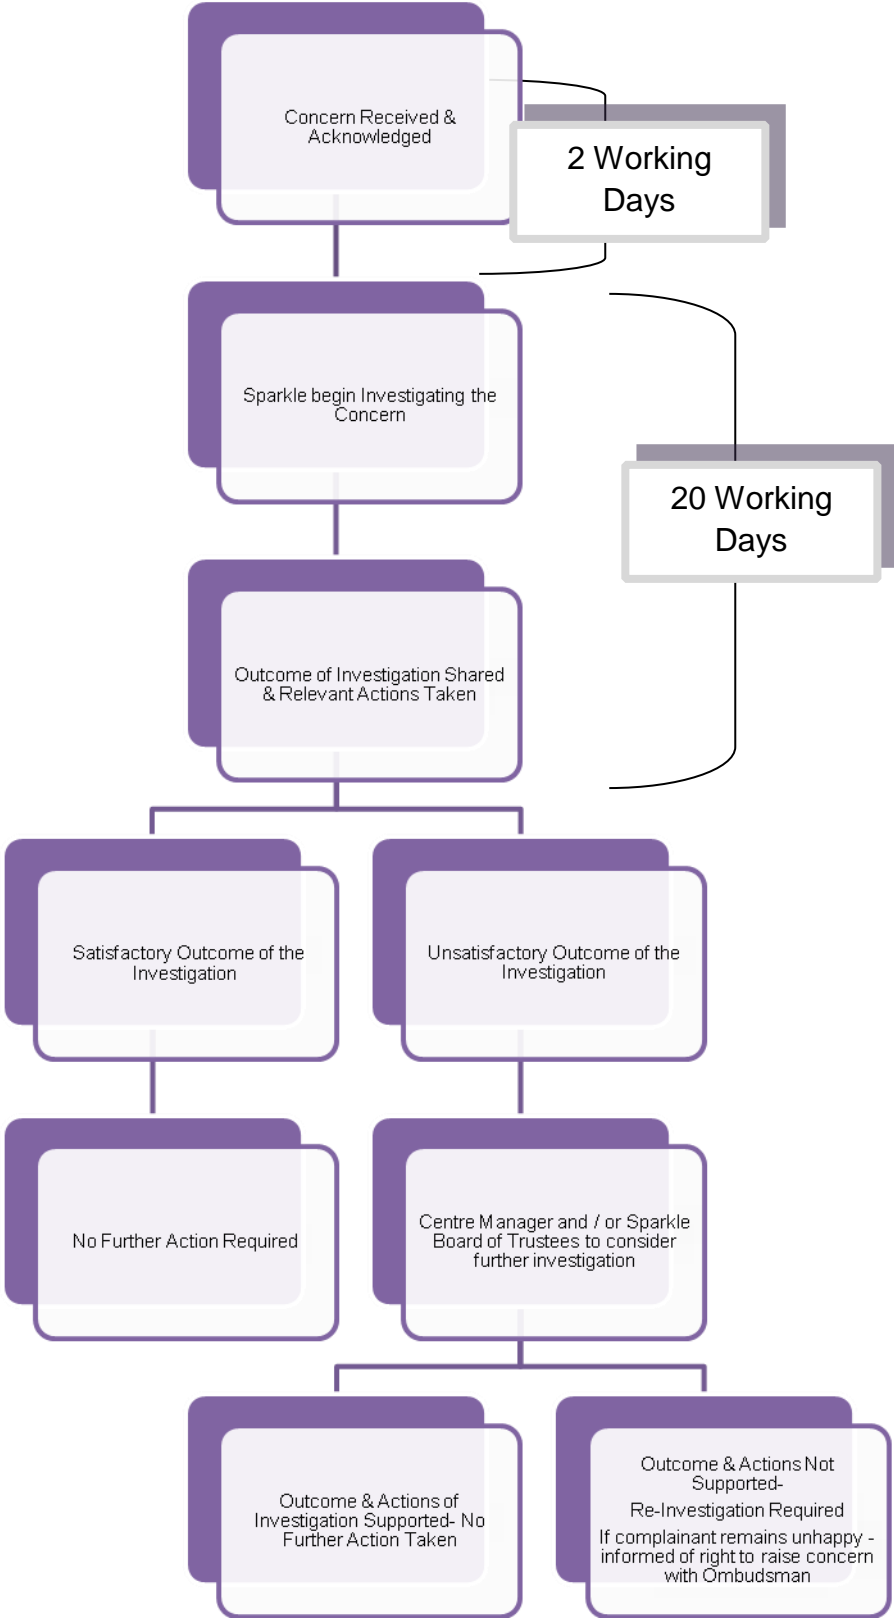 Concern Received &
Acknowledged
2 Working
Days
Sparkle begin Investigating the
Concern
20 Working
Days
Outcome of Investigation Shared
& Relevant Actions Taken
Satisfactory Outcome of the
Investigation
Unsatisfactory Outcome of the
Investigation
No Further Action Required
Centre Manager and / or Sparkle
Board of Trustees to consider
further investigation
Outcome & Actions of
Investigation Supported- No
Further Action Taken
Outcome & Actions Not
Supported-
Re-Investigation Required
If complainant remains unhappy -
informed of right to raise concern
with Ombudsman